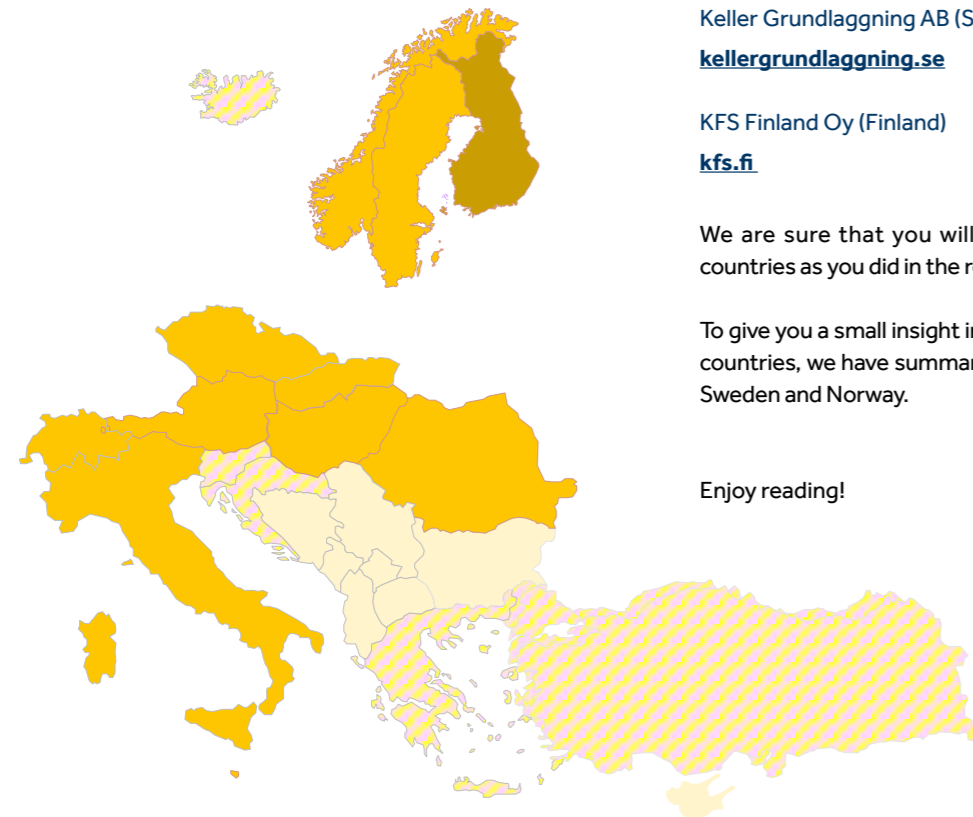 Keller Grundlaggning AB (S
kellergrundlaggning.se
KFS Finland Oy (Finland)
kfs.fi
We are sure that you will
countries as you did in the r
To give you a small insight i
countries, we have summar
Sweden and Norway.
Enjoy reading!